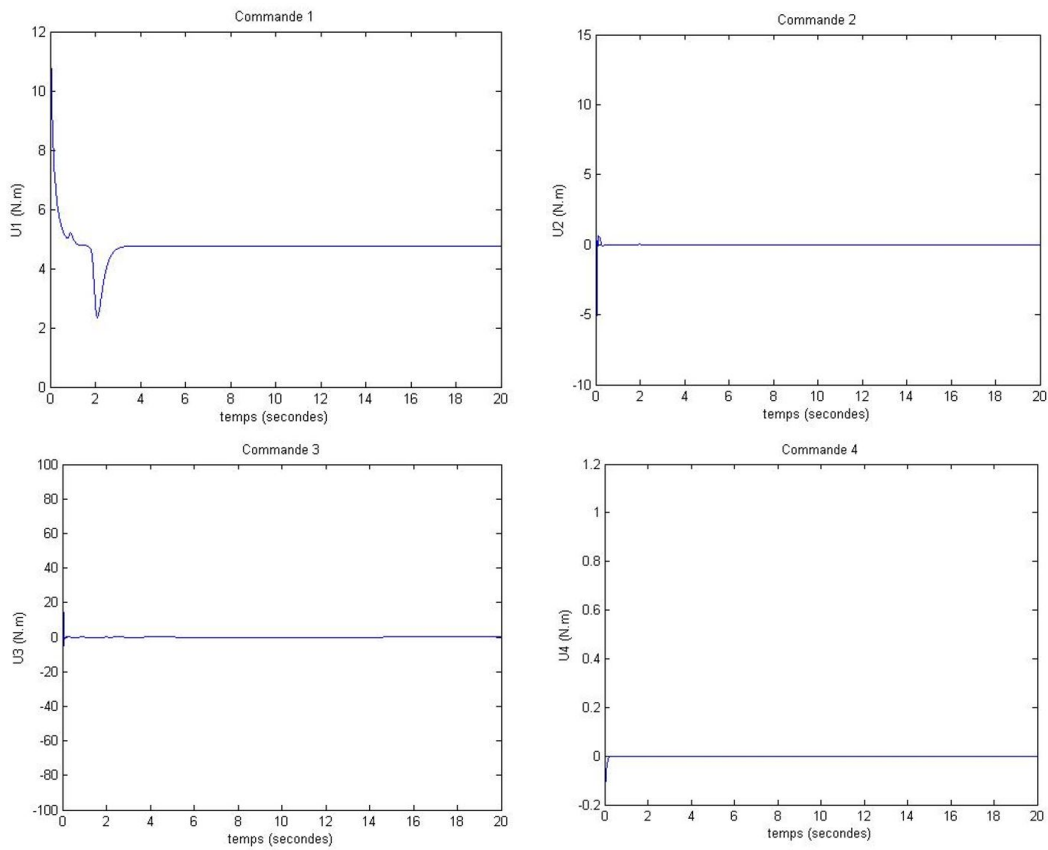 Commande 1
12
10
8
6
4
2
0
U1 (N.m)
0 2 4 6 8 10 12 14 16 18 20
temps (secondes)
Commande 2
15
10
5
0
-5
-10
U2 (N.m)
0 2 4 6 8 10 12 14 16 18 20
temps (secondes)
Commande 3
100
80
60
40
20
0
-20
-40
-60
-80
-100
U3 (N.m)
0 2 4 6 8 10 12 14 16 18 20
temps (secondes)
Commande 4
1.2
1
0.8
0.6
0.4
0.2
0
-0.2
U4 (N.m)
0 2 4 6 8 10 12 14 16 18 20
temps (secondes)